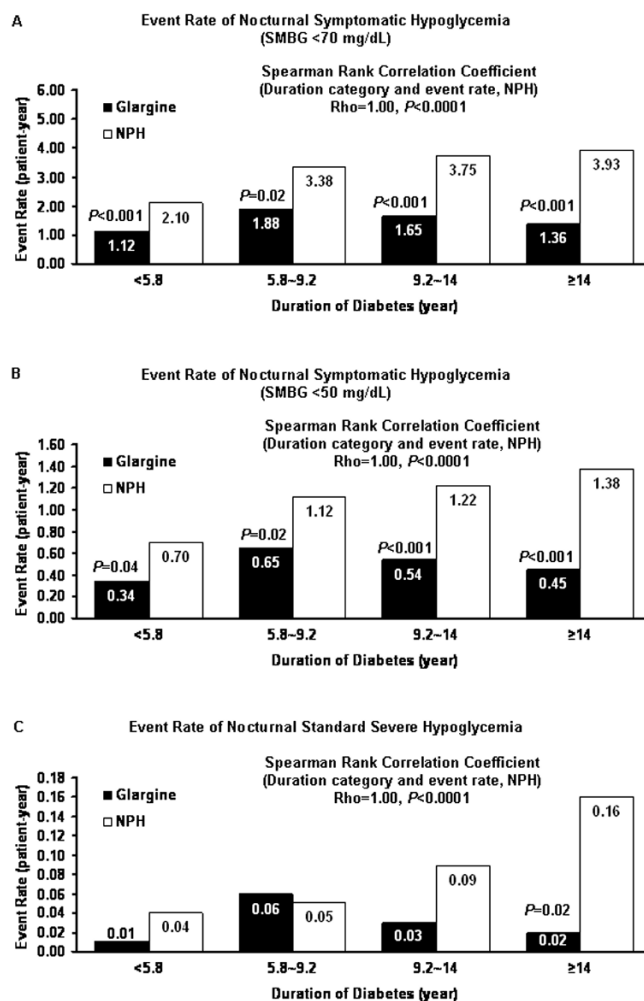 A
Event Rate of Nocturnal Symptomatic Hypoglycemia
(SMBG <70 mg/dL)
Spearman Rank Correlation Coefficient
(Duration category and event rate, NPH)
Rho=1.00, P<0.0001
Glargine
NPH
Event Rate (patient-year)
6.00
5.00
4.00
3.00
2.00
1.00
0.00
P<0.001
1.12
2.10
P=0.02
1.88
3.38
P<0.001
1.65
3.75
P<0.001
1.36
3.93
<5.8
5.8~9.2
9.2~14
≥14
Duration of Diabetes (year)
B
Event Rate of Nocturnal Symptomatic Hypoglycemia
(SMBG <50 mg/dL)
Spearman Rank Correlation Coefficient
(Duration category and event rate, NPH)
Rho=1.00, P<0.0001
Glargine
NPH
Event Rate (patient-year)
1.60
1.40
1.20
1.00
0.80
0.60
0.40
0.20
0.00
P=0.04
0.34
0.70
P=0.02
0.65
1.12
P<0.001
0.54
1.22
P<0.001
0.45
1.38
<5.8
5.8~9.2
9.2~14
≥14
Duration of Diabetes (year)
C
Event Rate of Nocturnal Standard Severe Hypoglycemia
Spearman Rank Correlation Coefficient
(Duration category and event rate, NPH)
Rho=1.00, P<0.0001
Glargine
NPH
Event Rate (patient-year)
0.18
0.16
0.14
0.12
0.10
0.08
0.06
0.04
0.02
0.00
0.01
0.04
0.06
0.05
0.03
0.09
P=0.02
0.02
0.16
<5.8
5.8~9.2
9.2~14
≥14
Duration of Diabetes (year)